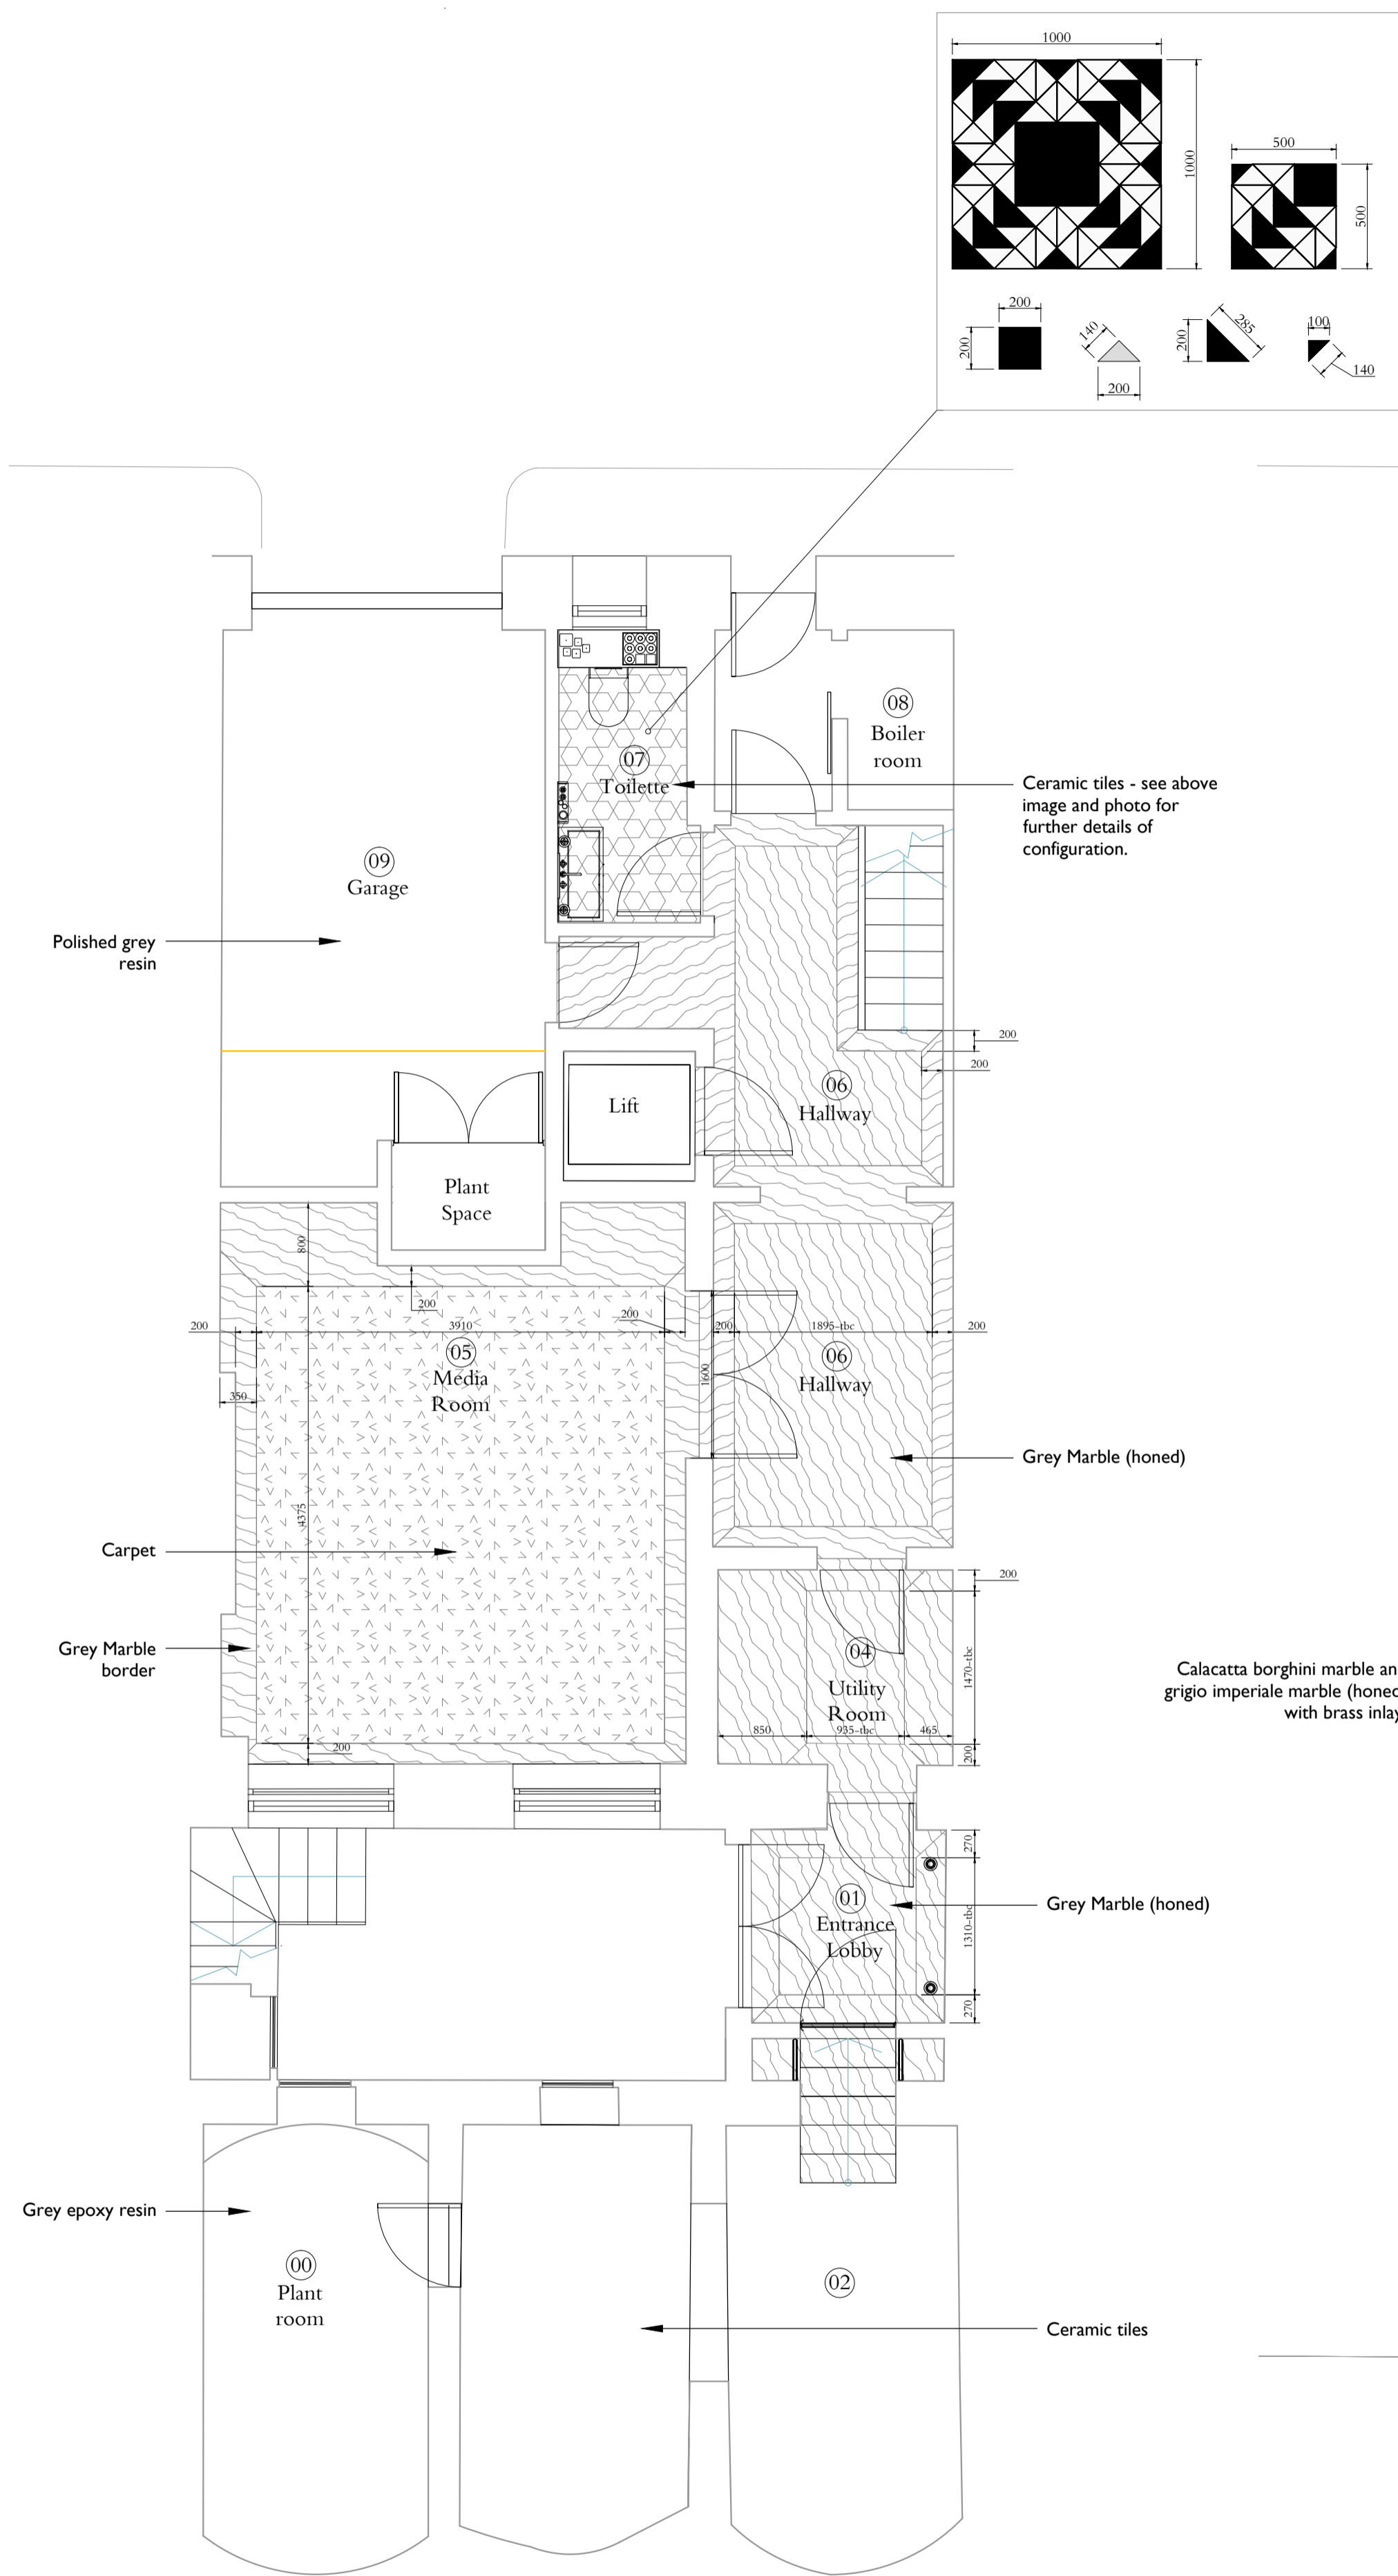 1000
1000
500
500
200
200
140
200
200
285
100
140
08
Boiler
room
07
Toilette
Ceramic tiles - see above
image and photo for
further details of
configuration.
09
Garage
Polished grey
resin
200
200
06
Hallway
Lift
Plant
Space
800
200
200
200
3910
200
1895-tbc
200
05
Media
Room
06
Hallway
350
1600
Grey Marble (honed)
4375
Carpet
200
Grey Marble
border
04
Utility
Room
1470-tbc
850
935-tbc
465
200
200
Calacatta borghini marble an
grigio imperiale marble (honed
with brass inlay
270
01
Entrance
Lobby
Grey Marble (honed)
1310-tbc
270
Grey epoxy resin
00
Plant
room
02
Ceramic tiles